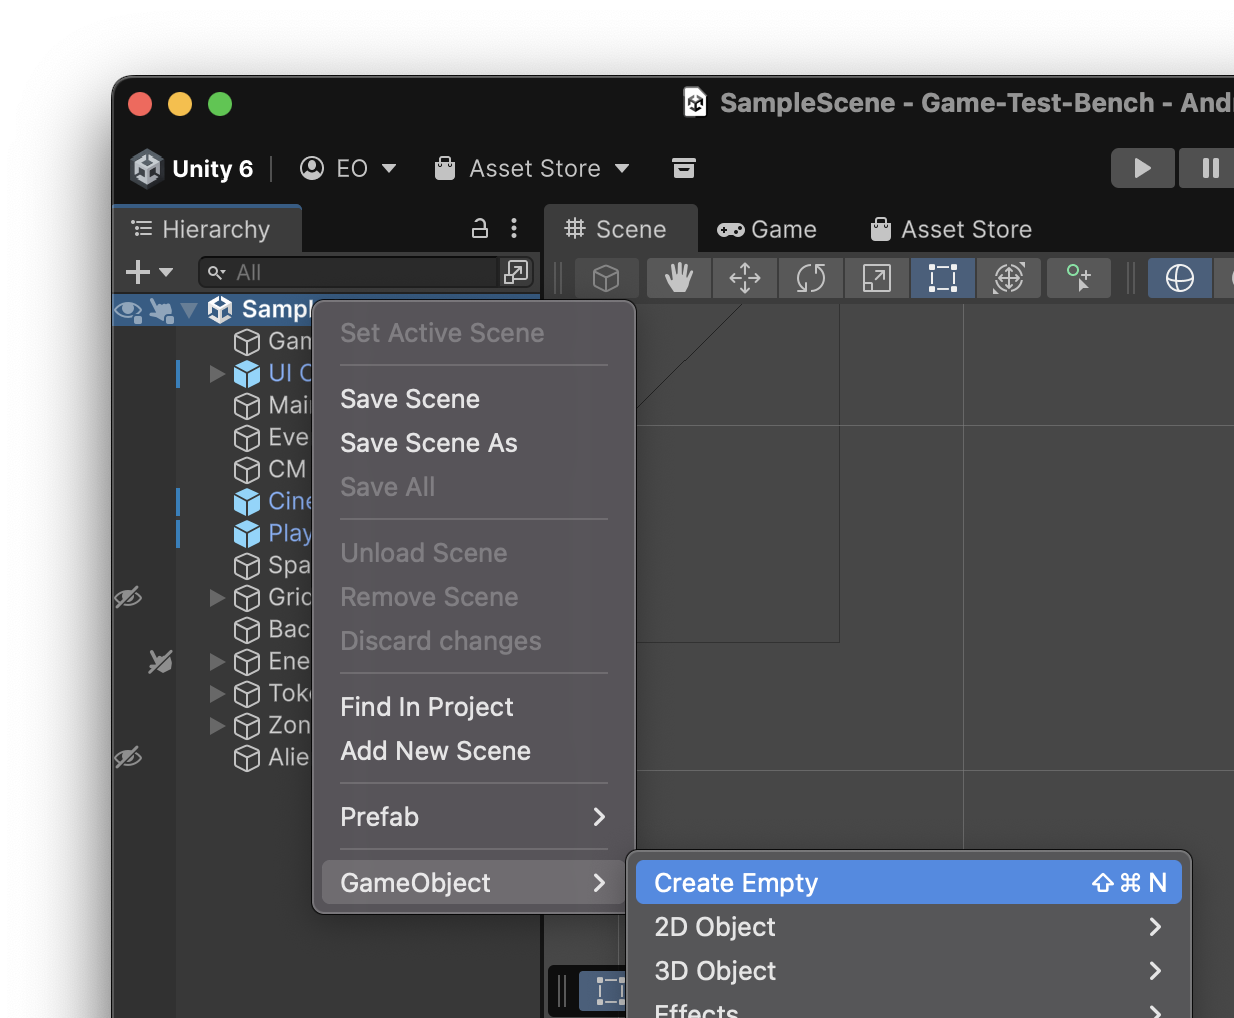 SampleScene - Game-Test-Bench - And
Unity 6 EO Asset Store
Hierarchy Scene Game Asset Store
All
Sampl
Set Active Scene
Gam
UI
Save Scene
Mai
Eve
Save Scene As
CM
Save All
Cine
Play
Unload Scene
Spa
Remove Scene
Grid
Bac
Discard changes
Ene
Toke
Find In Project
Zon
Add New Scene
Alie
Prefab
GameObject
Create Empty ⇧ ⌘ N
2D Object
3D Object
Effects